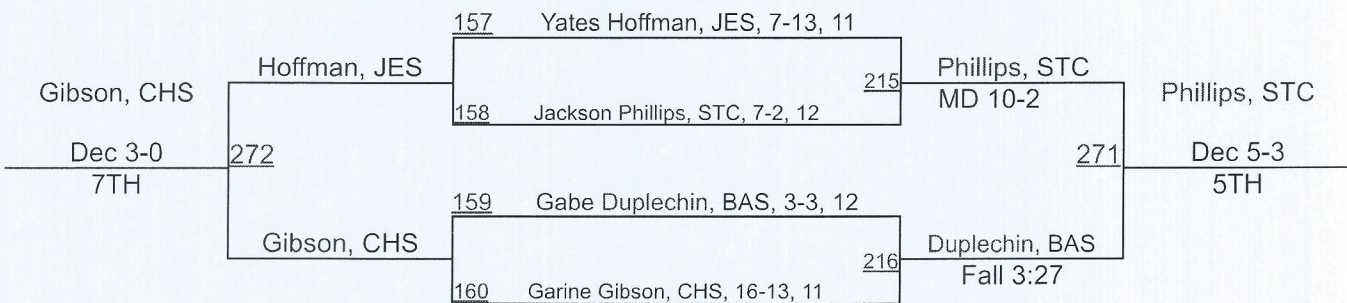 157
Yates Hoffman, JES, 7-13, 11
Hoffman, JES
215
Phillips, STC
MD 10-2
Gibson, CHS
Phillips, STC
158
Jackson Phillips, STC, 7-2, 12
Dec 3-0
7TH
272
271
Dec 5-3
5TH
159
Gabe Duplechin, BAS, 3-3, 12
Gibson, CHS
216
Duplechin, BAS
Fall 3:27
160
Garine Gibson, CHS, 16-13, 11